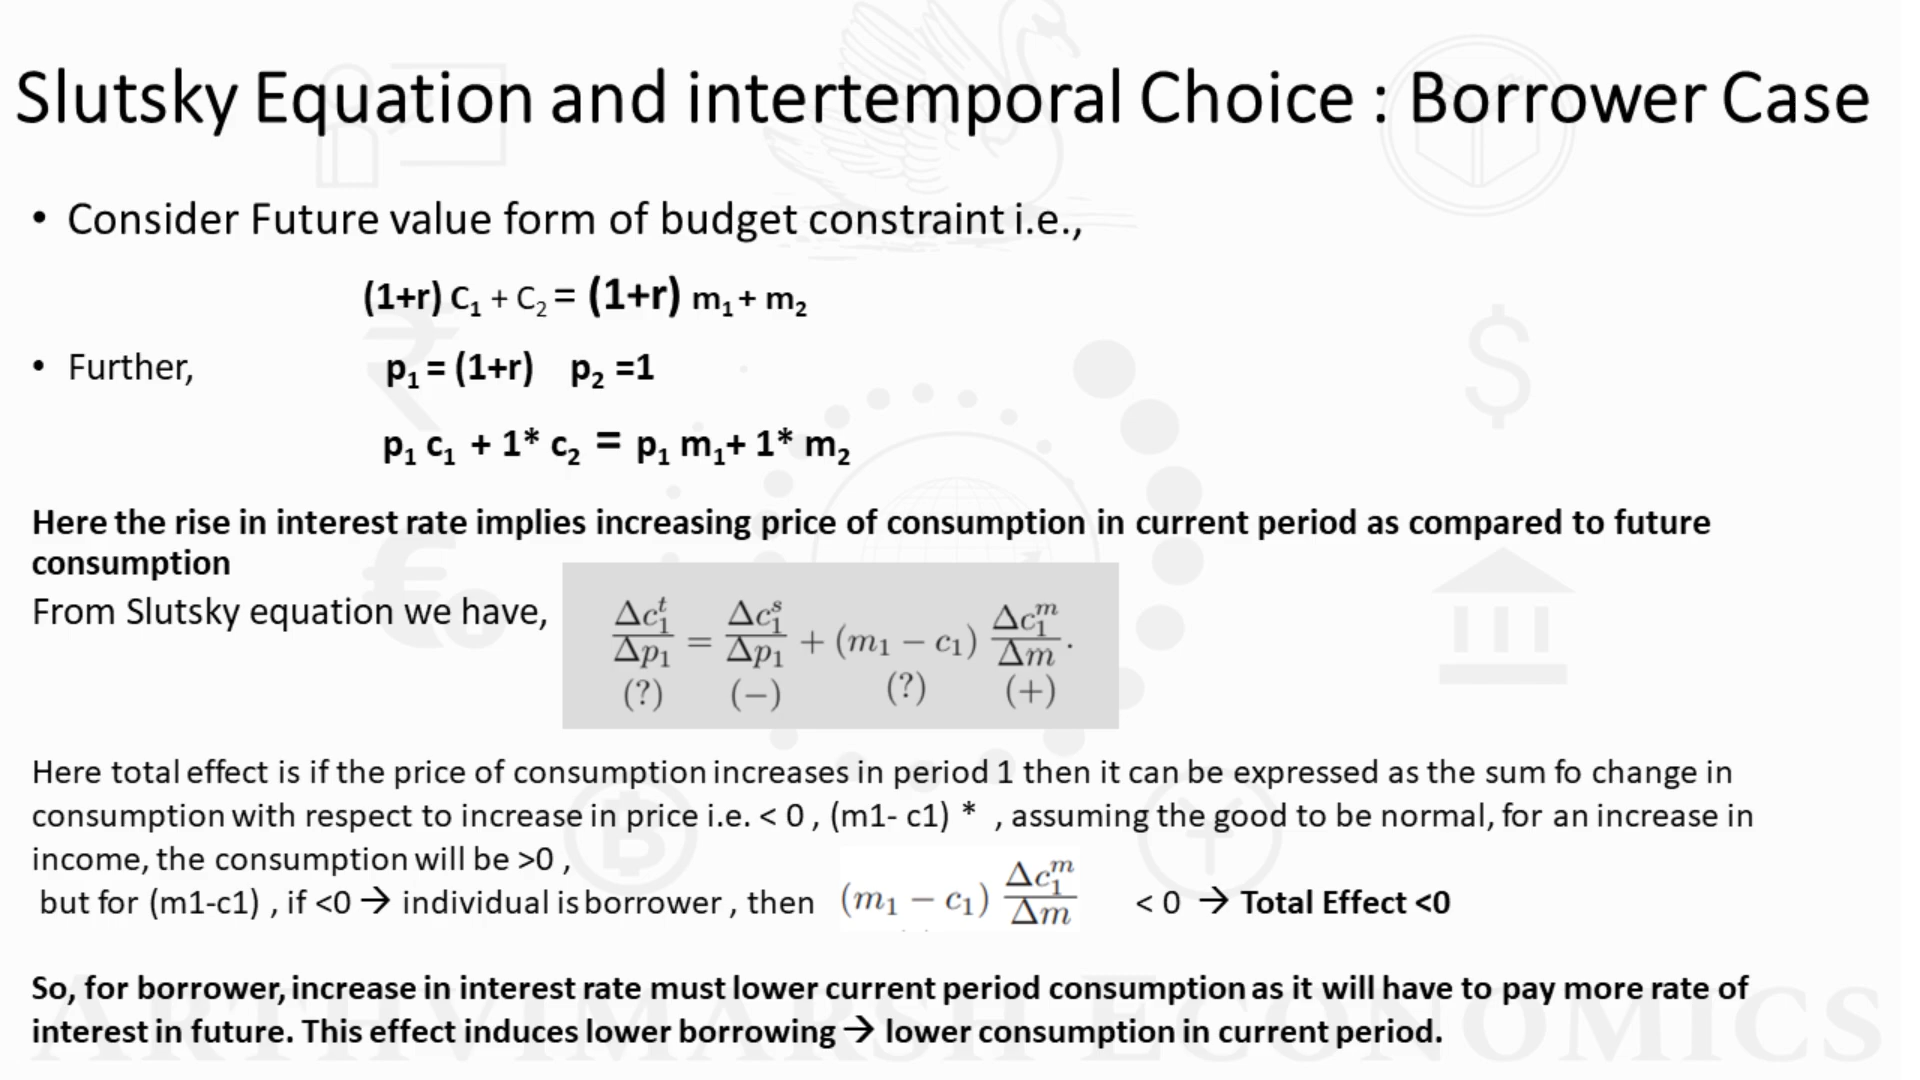 Slutsky Equation and intertemporal Choice : Borrower Case
• Consider Future value form of budget constraint i.e.,
(1+r) C₁ + C₂ = (1+r) m₁ + m₂
• Further, p₁ = (1+r) p₂ =1
p₁ c₁ + 1* c₂ = p₁ m₁+ 1* m₂
Here the rise in interest rate implies increasing price of consumption in current period as compared to future
consumption
From Slutsky equation we have,
Δc₁ᵗ/Δp₁ = Δc₁ˢ/Δp₁ + (m₁ − c₁) Δc₁ᵐ/Δm.
(?) (−) (?) (+)
Here total effect is if the price of consumption increases in period 1 then it can be expressed as the sum fo change in
consumption with respect to increase in price i.e. < 0 , (m1- c1) * , assuming the good to be normal, for an increase in
income, the consumption will be >0 ,
but for (m1-c1) , if <0 → individual is borrower , then (m₁ − c₁) Δc₁ᵐ/Δm < 0 → Total Effect <0
So, for borrower, increase in interest rate must lower current period consumption as it will have to pay more rate of
interest in future. This effect induces lower borrowing → lower consumption in current period.
ARTHVIMARSH ECONOMICS